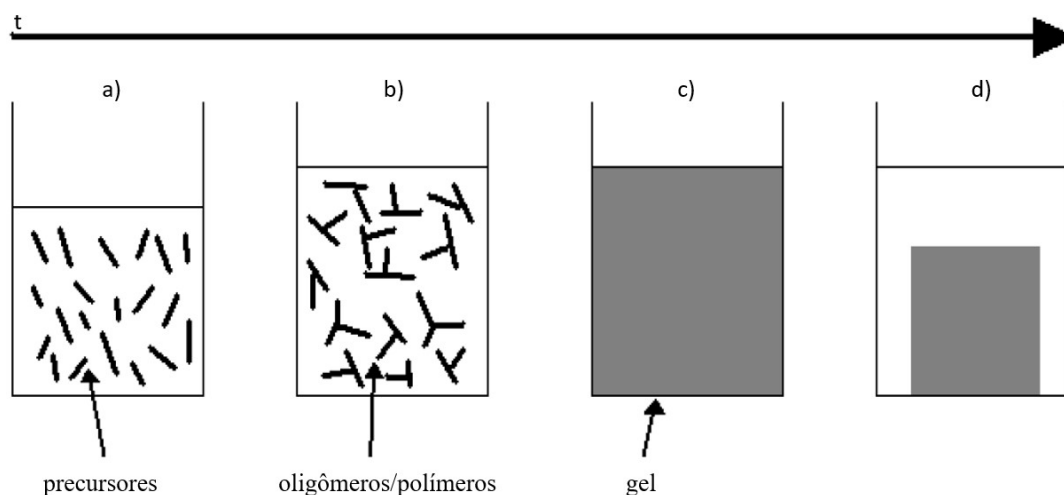 t
a)
b)
c)
d)
precursores
oligômeros/polímeros
gel